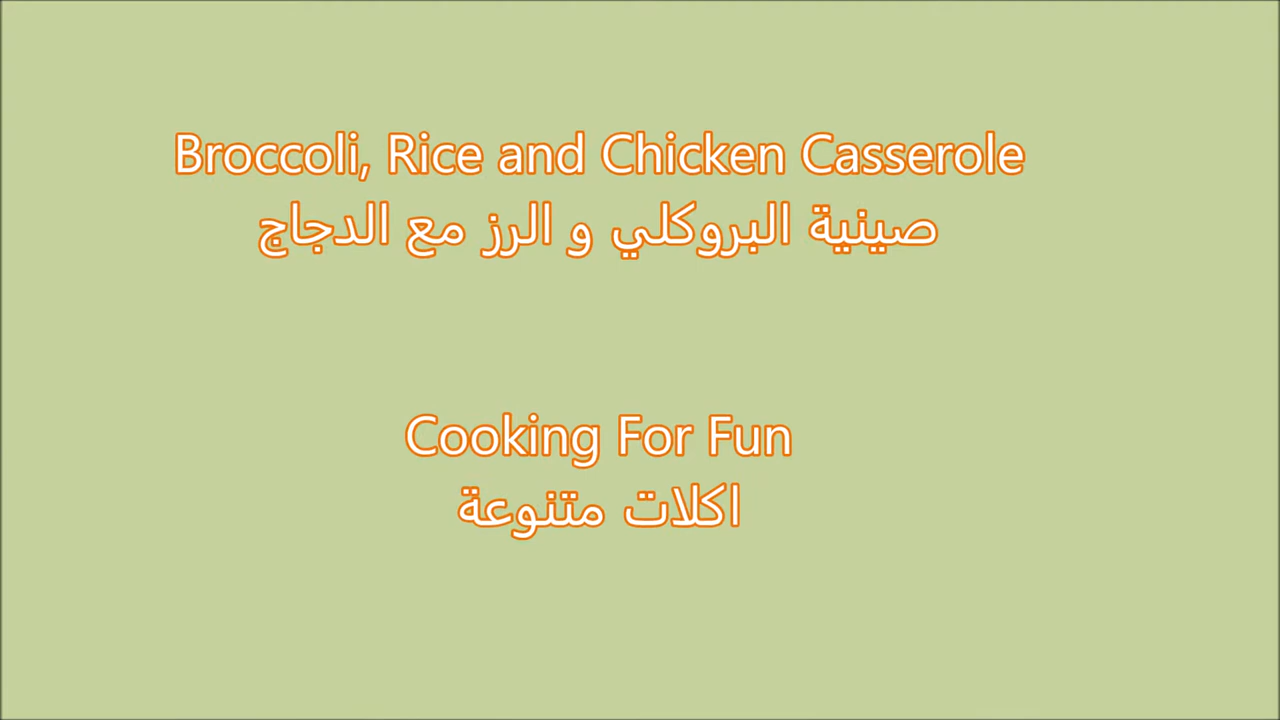 Broccoli, Rice and Chicken Casserole
صينية البروكلي و الرز مع الدجاج
Cooking For Fun
اكلات متنوعة